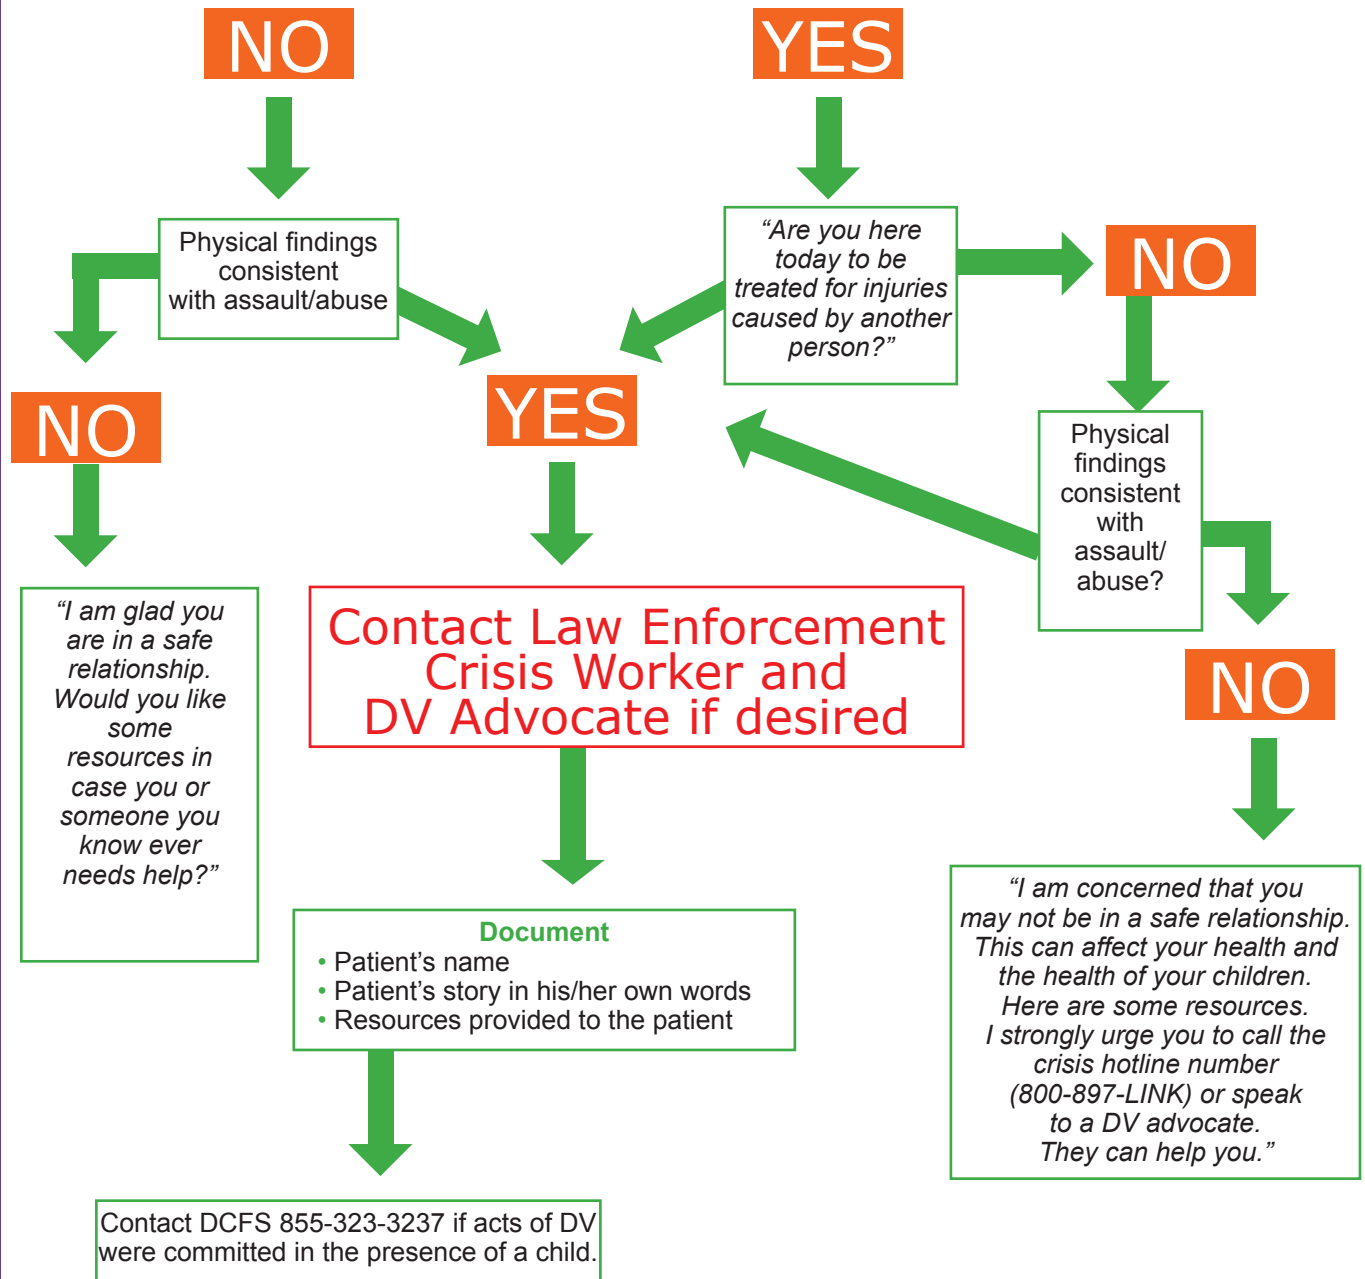 NO
YES
Physical findings
consistent
with assault/abuse
“Are you here
today to be
treated for injuries
caused by another
person?”
NO
NO
YES
Physical
findings
consistent
with
assault/
abuse?
“I am glad you
are in a safe
relationship.
Would you like
some
resources in
case you or
someone you
know ever
needs help?”
Contact Law Enforcement
Crisis Worker and
DV Advocate if desired
NO
Document
• Patient’s name
• Patient’s story in his/her own words
• Resources provided to the patient
“I am concerned that you
may not be in a safe relationship.
This can affect your health and
the health of your children.
Here are some resources.
I strongly urge you to call the
crisis hotline number
(800-897-LINK) or speak
to a DV advocate.
They can help you.”
Contact DCFS 855-323-3237 if acts of DV
were committed in the presence of a child.